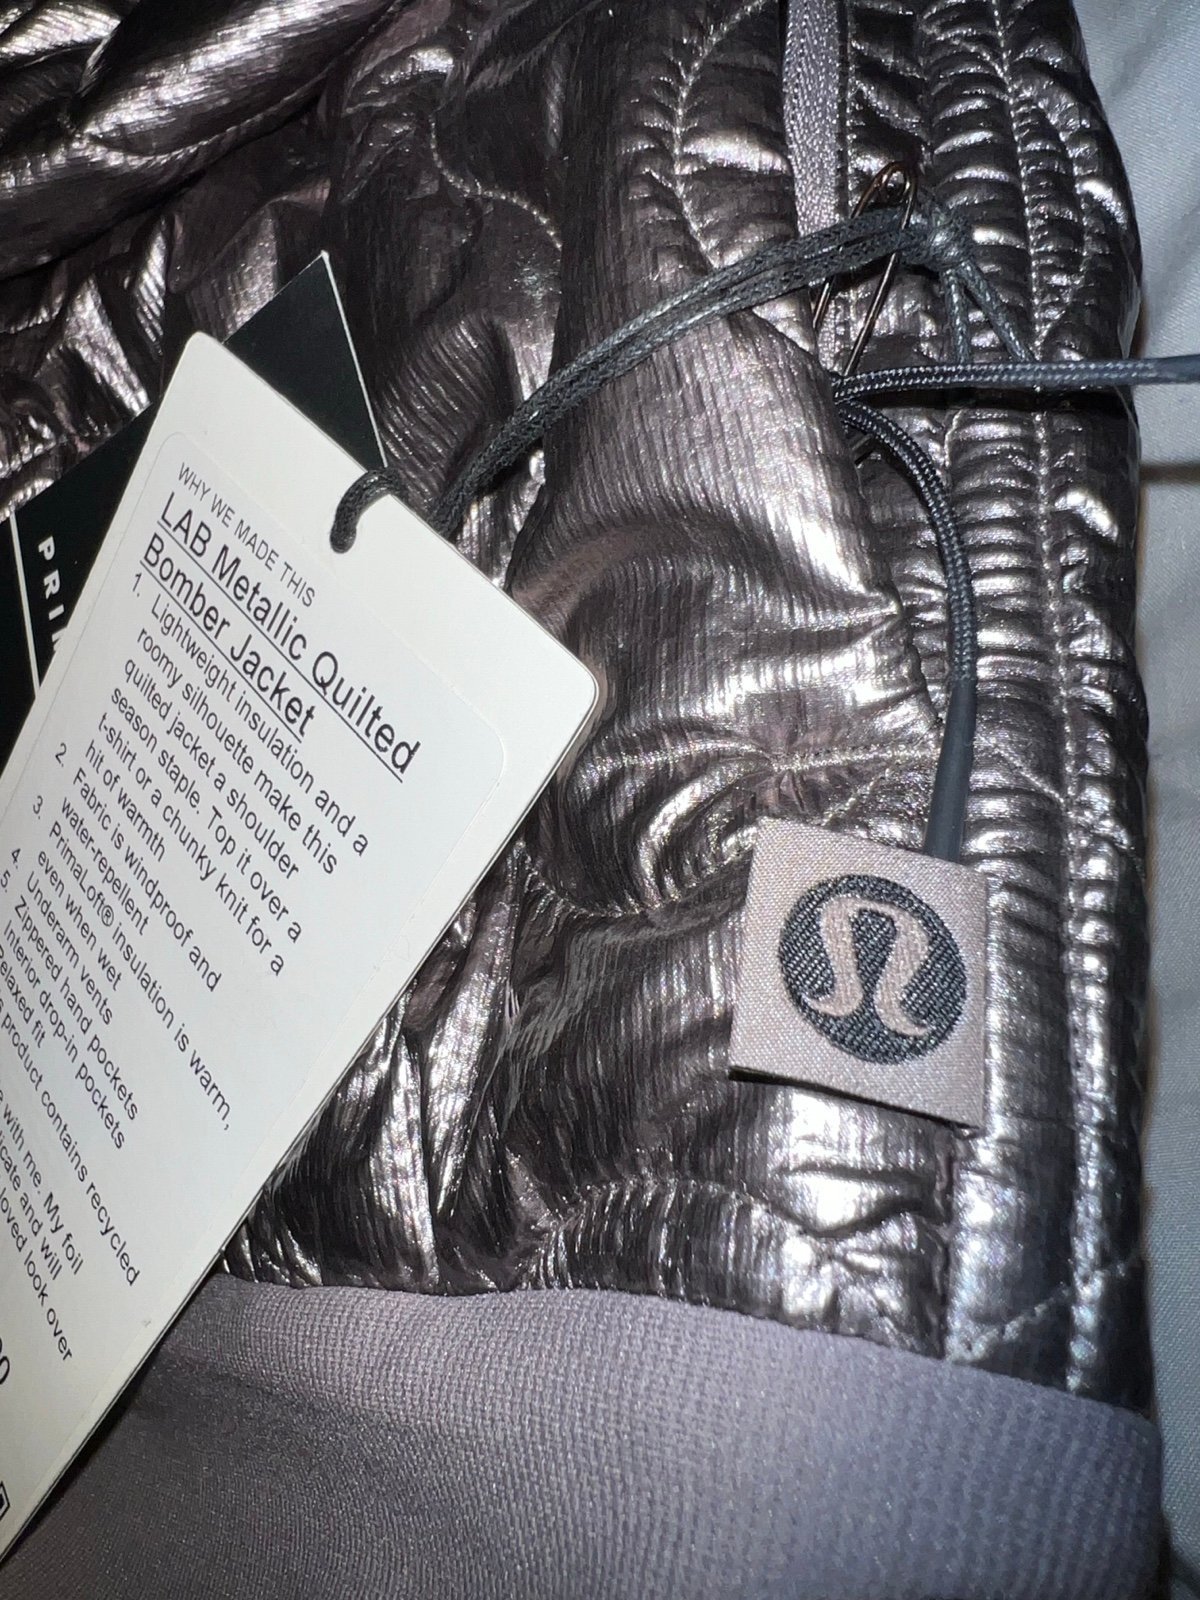 PRI
WHY WE MADE THIS
LAB Metallic Quilted
Bomber Jacket
1. Lightweight insulation and a
roomy silhouette make this
quilted jacket a shoulder
season staple. Top it over a
t-shirt or a chunky knit for a
hit of warmth
2. Fabric is windproof and
water-repellent
3. PrimaLoft® insulation is warm,
even when wet
4. Underarm vents
5. Zippered hand pockets
Interior drop-in pockets
Relaxed fit
product contains recycled
with me. My foil
and will
loved look over